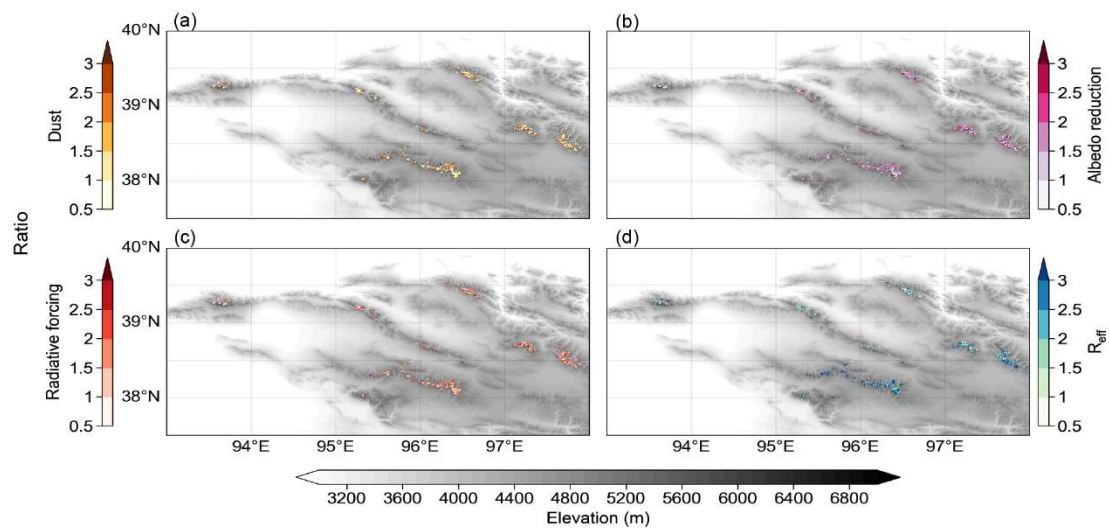 (a)
(b)
40°N
39°N
38°N
3
2.5
2
1.5
1
0.5
Dust
3
2.5
2
1.5
1
0.5
Albedo reduction
Ratio
(c)
(d)
40°N
39°N
38°N
3
2.5
2
1.5
1
0.5
Radiative forcing
3
2.5
2
1.5
1
0.5
R_eff
94°E 95°E 96°E 97°E
94°E 95°E 96°E 97°E
3200 3600 4000 4400 4800 5200 5600 6000 6400 6800
Elevation (m)